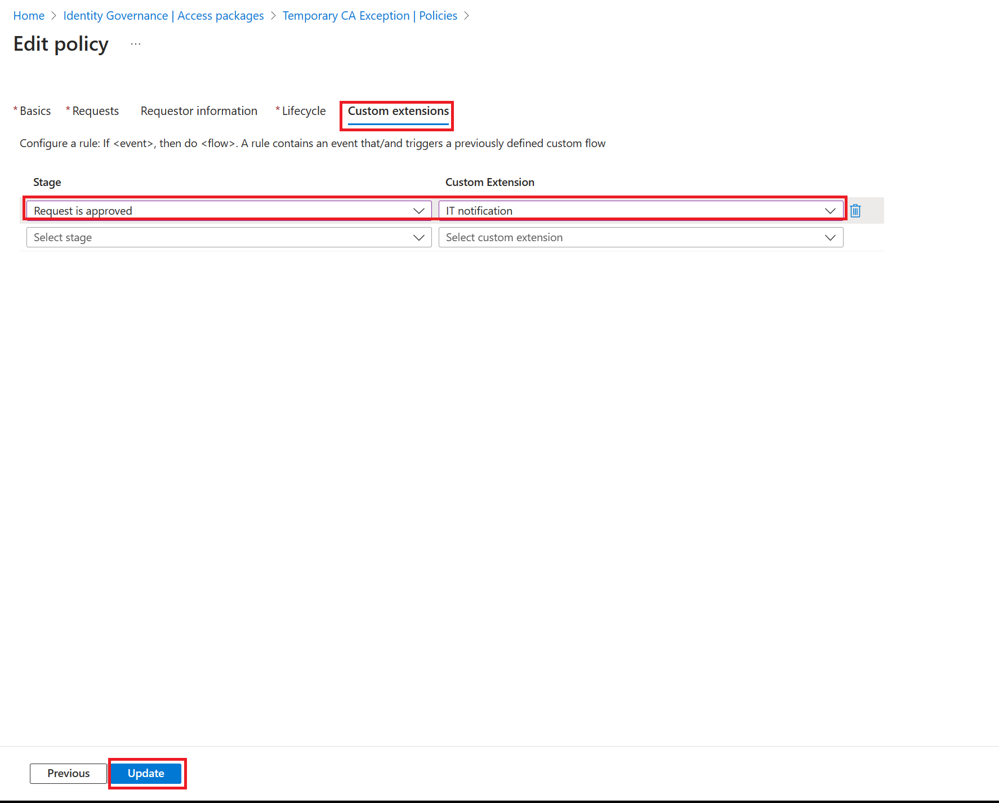 Home > Identity Governance | Access packages > Temporary CA Exception | Policies >
Edit policy ...
* Basics * Requests Requestor information * Lifecycle Custom extensions
Configure a rule: If <event>, then do <flow>. A rule contains an event that/and triggers a previously defined custom flow
Stage Custom Extension
Request is approved IT notification
Select stage Select custom extension
Previous Update